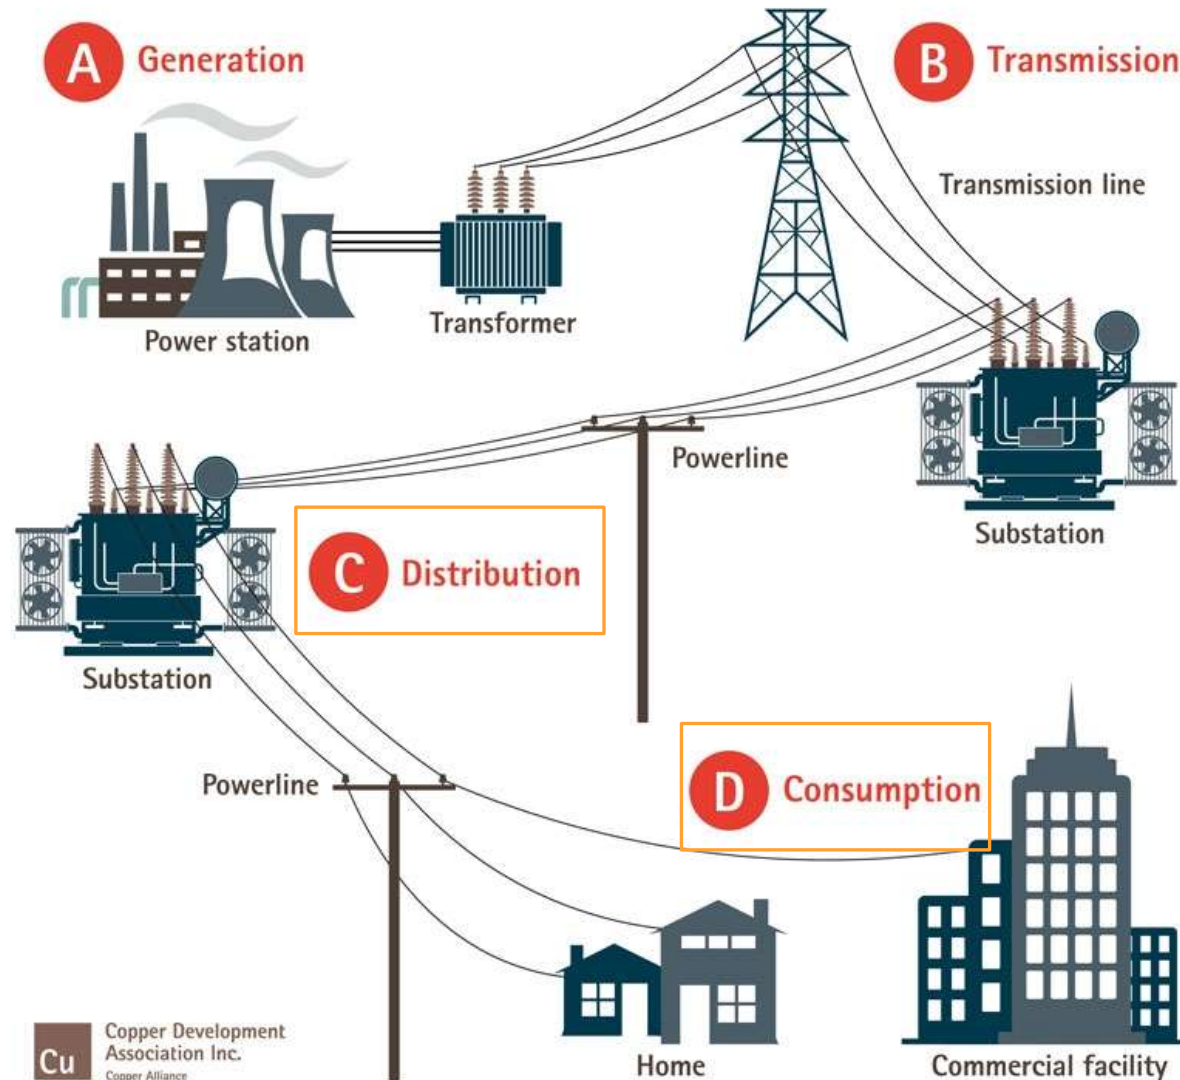 A Generation
B Transmission
Transmission line
Power station
Transformer
Powerline
Substation
C Distribution
Substation
Powerline
D Consumption
Home
Commercial facility
Cu
Copper Development
Association Inc.
Copper Alliance